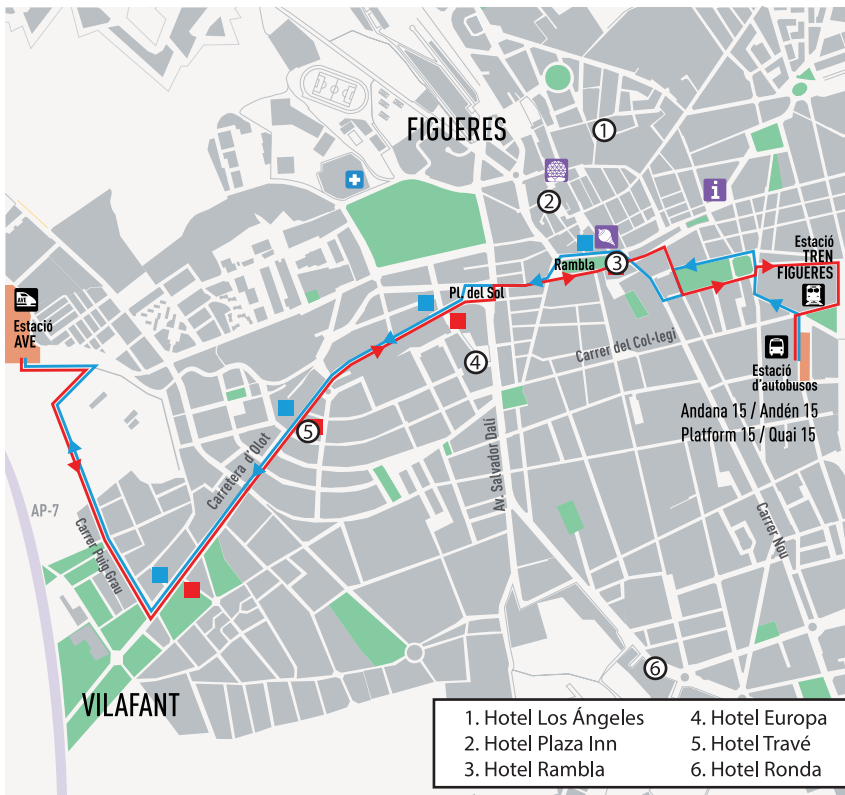 FIGUERES
1
2
i
Estació
TREN
FIGUERES
Rambla
3
Pl. del Sol
AVE
Estació
AVE
Carrer del Col-legi
4
Estació
d'autobusos
Andana 15 / Andén 15
Platform 15 / Quai 15
5
Carretera d'Olot
Av. Salvador Dalí
AP-7
Carrer Puig Grau
Carrer Nou
6
VILAFANT
1. Hotel Los Ángeles
2. Hotel Plaza Inn
3. Hotel Rambla
4. Hotel Europa
5. Hotel Travé
6. Hotel Ronda